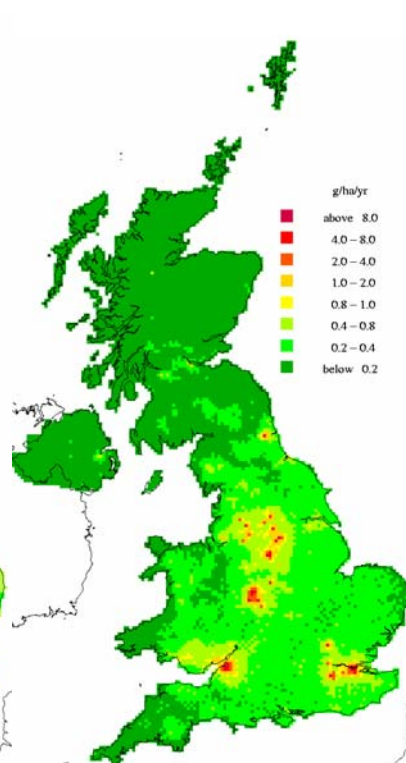 g/ha/yr
above 8.0
4.0 – 8.0
2.0 – 4.0
1.0 – 2.0
0.8 – 1.0
0.4 – 0.8
0.2 – 0.4
below 0.2